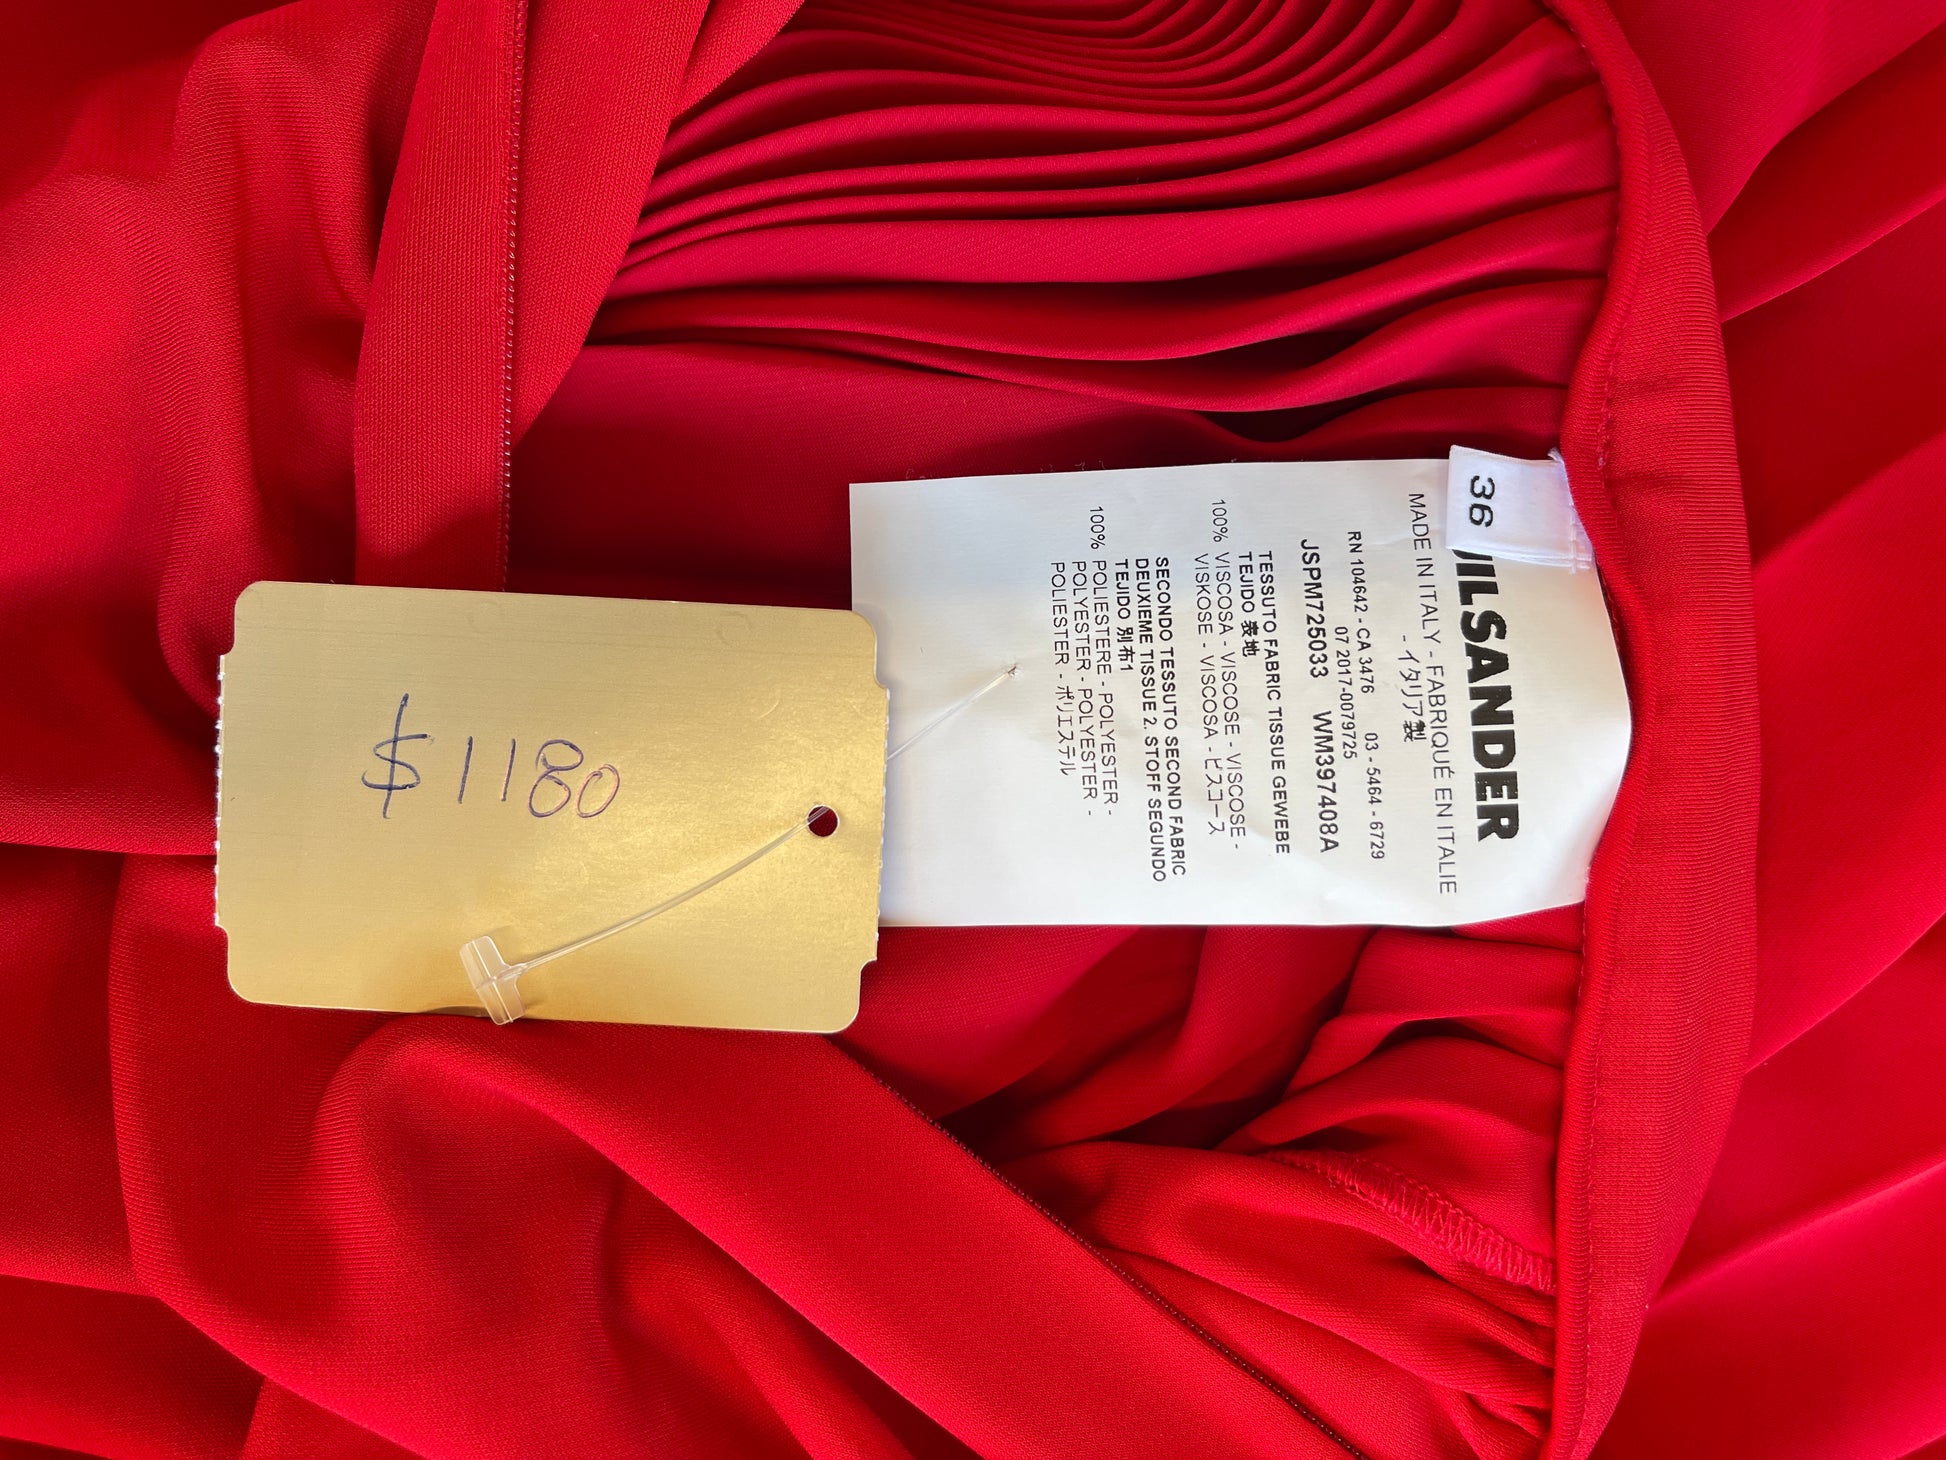 $1180
36
JILSANDER
MADE IN ITALY - FABRIQUÉ EN ITALIE
- イタリア製
RN 104642 - CA 3476 03 - 5464 - 6729
07 2017-0079725
JSPM725033 WM397408A
TESSUTO FABRIC TISSUE GEWEBE
TEJIDO 表地
100% VISCOSA - VISCOSE - VISCOSE -
VISKOSE - VISCOSA - ビスコース
SECONDO TESSUTO SECOND FABRIC
DEUXIEME TISSUE 2. STOFF SEGUNDO
TEJIDO 別布1
100% POLIESTERE - POLYESTER -
POLYESTER - POLYESTER -
POLIESTER - ポリエステル